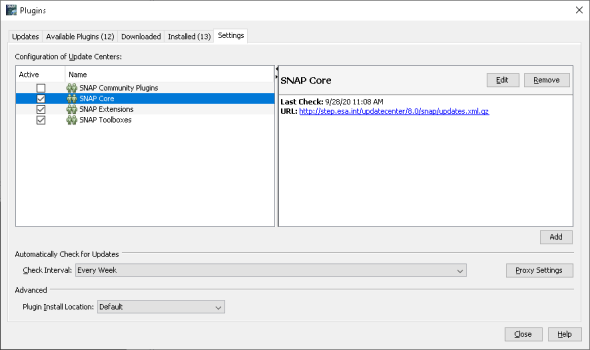 Plugins
Updates Available Plugins (12) Downloaded Installed (13) Settings
Configuration of Update Centers:
Active Name
SNAP Community Plugins
SNAP Core
SNAP Extensions
SNAP Toolboxes
SNAP Core Edit Remove
Last Check: 9/28/20 11:08 AM
URL: http://step.esa.int/updatecenter/8.0/snap/updates.xml.gz
Add
Automatically Check for Updates
Check Interval: Every Week Proxy Settings
Advanced
Plugin Install Location: Default
Close Help